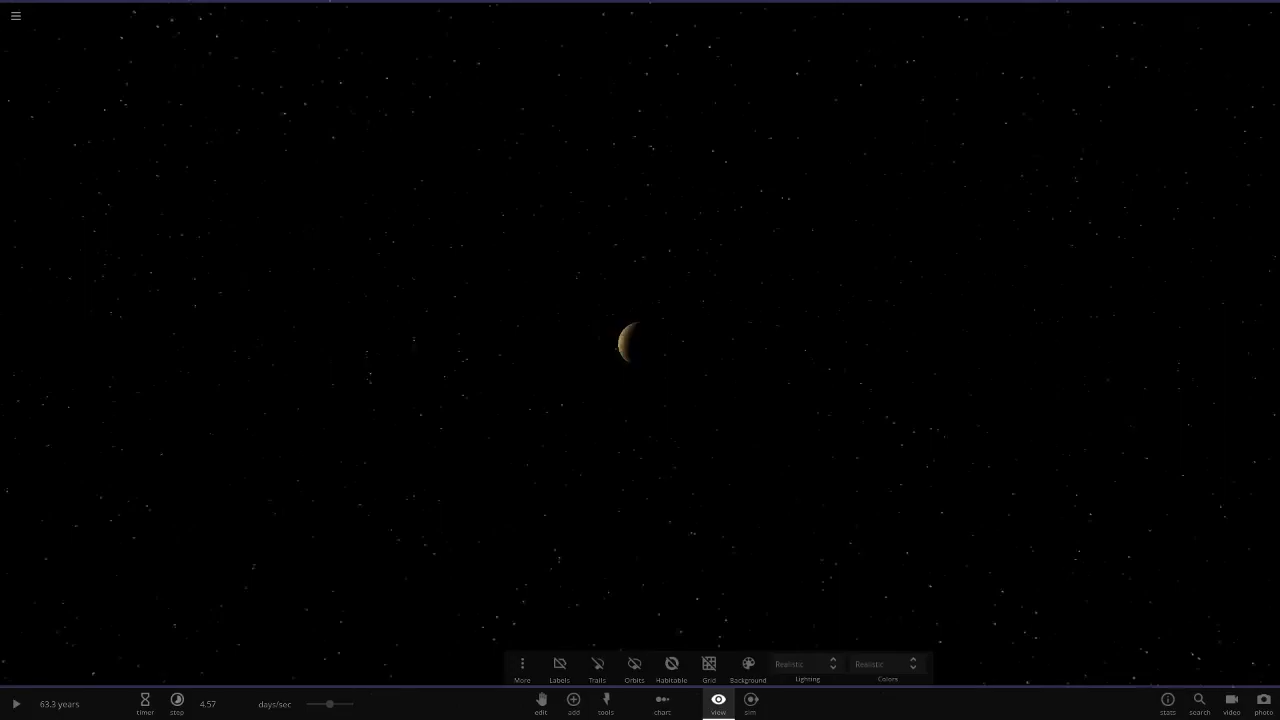 More Labels Trails Orbits Habitable Grid Background Realistic Lighting Realistic Colors
63.3 years timer step 4.57 days/sec edit add tools chart view sim stats search video photo